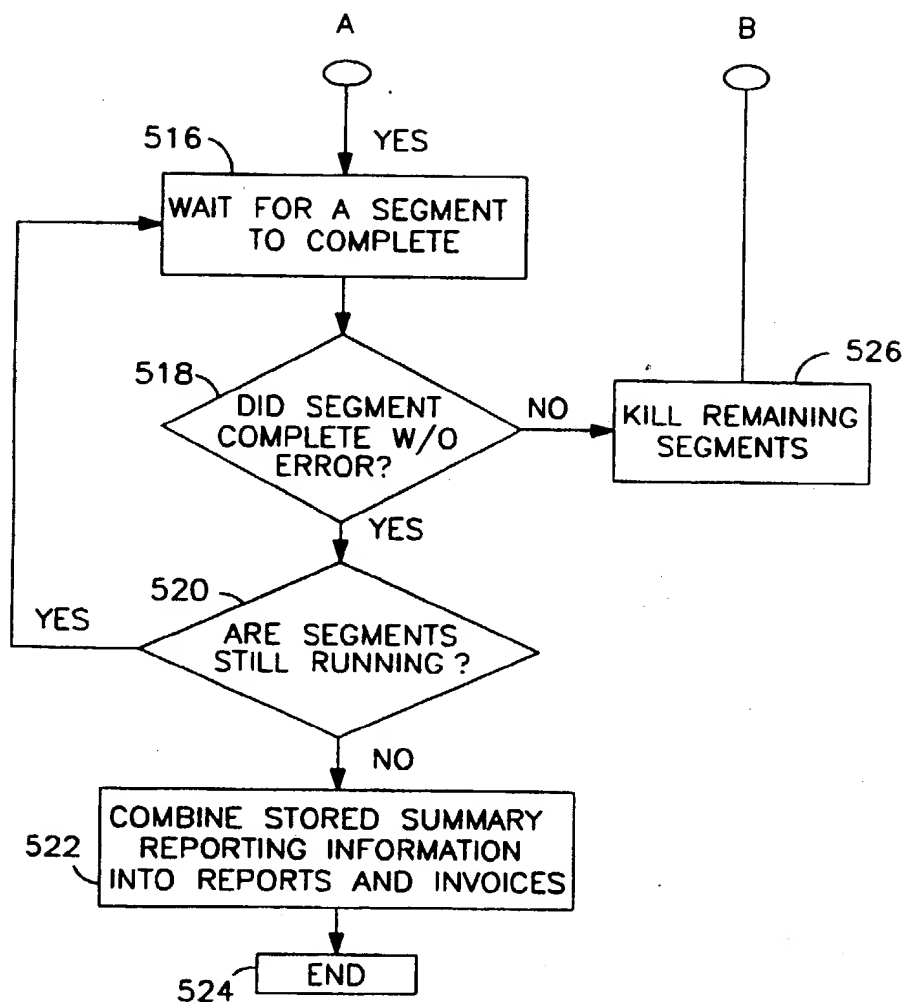 A
B
YES
516
WAIT FOR A SEGMENT
TO COMPLETE
526
518
DID SEGMENT
COMPLETE W/O
ERROR?
NO
KILL REMAINING
SEGMENTS
YES
520
YES
ARE SEGMENTS
STILL RUNNING?
NO
COMBINE STORED SUMMARY
REPORTING INFORMATION
INTO REPORTS AND INVOICES
522
END
524